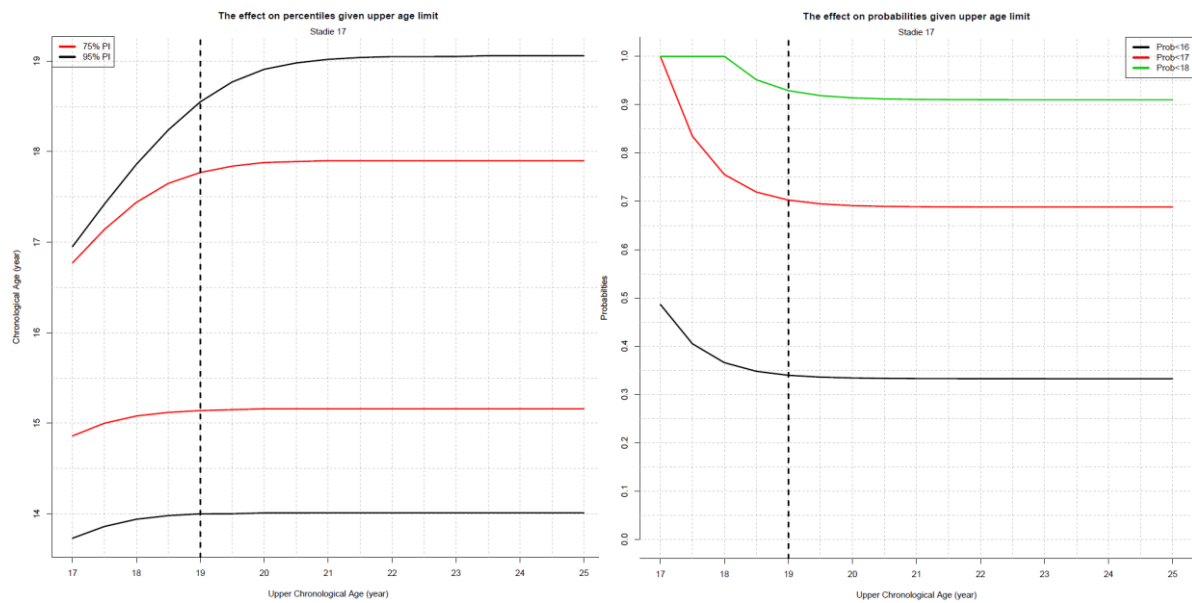 The effect on percentiles given upper age limit
Stadie 17
75% PI
95% PI
19
18
17
16
15
14
Chronological Age (year)
17 18 19 20 21 22 23 24 25
Upper Chronological Age (year)
The effect on probabilities given upper age limit
Stadie 17
Prob<16
Prob<17
Prob<18
1.0
0.9
0.8
0.7
0.6
0.5
0.4
0.3
0.2
0.1
0.0
Probabilties
17 18 19 20 21 22 23 24 25
Upper Chronological Age (year)